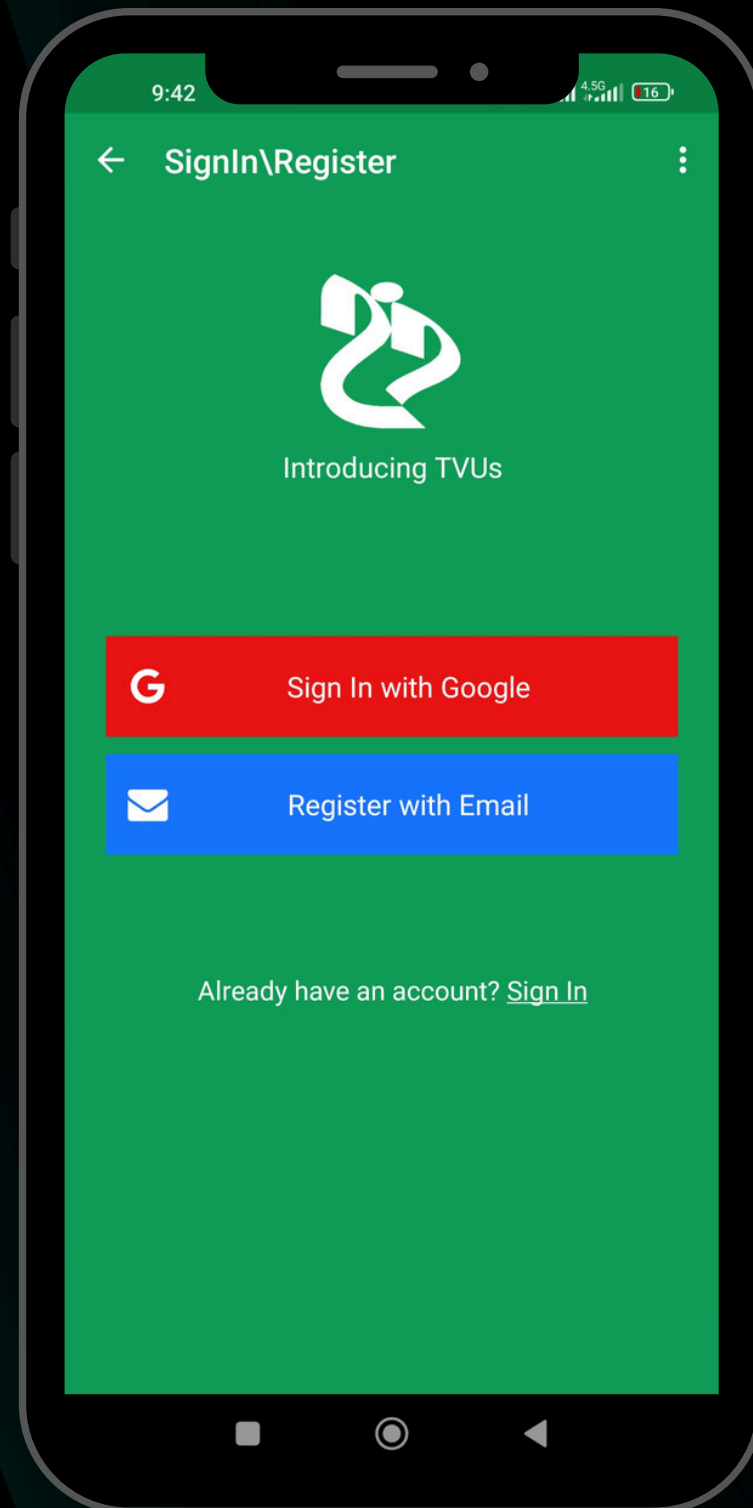 9:42
4.5G
16
SignIn\Register
Introducing TVUs
G
Sign In with Google
Register with Email
Already have an account? Sign In